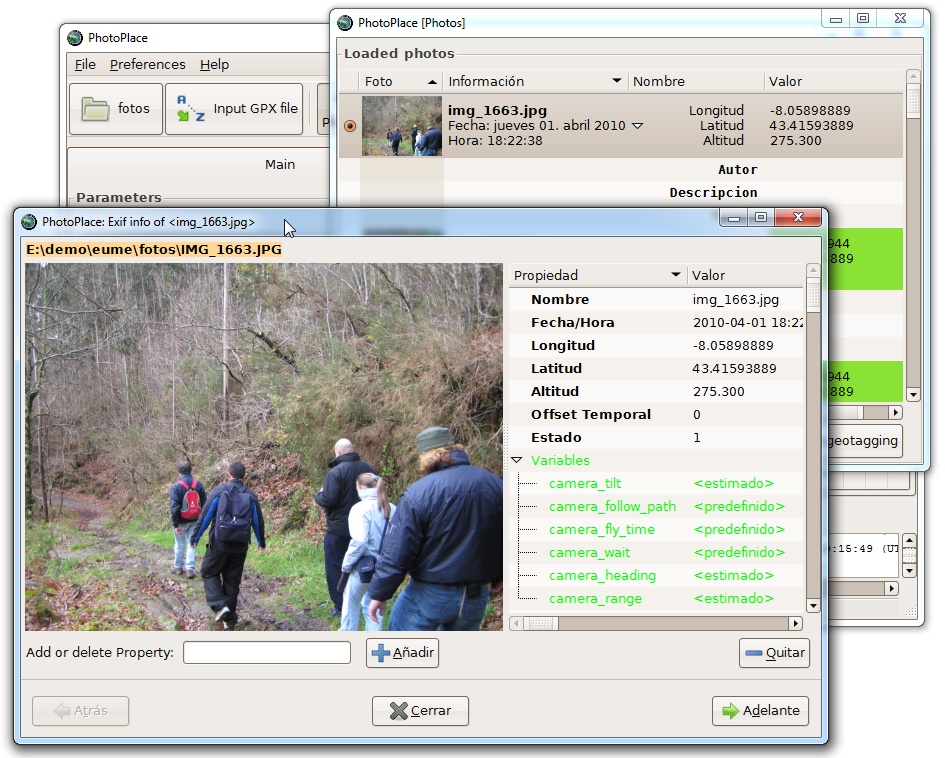 PhotoPlace
File Preferences Help
fotos
Input GPX file
Main
Parameters
PhotoPlace [Photos]
Loaded photos
Foto Información Nombre Valor
img_1663.jpg
Fecha: jueves 01. abril 2010
Hora: 18:22:38
Longitud -8.05898889
Latitud 43.41593889
Altitud 275.300
Autor
Descripcion
944
889
944
889
geotagging
:15:49
PhotoPlace: Exif info of <img_1663.jpg>
E:\demo\eume\fotos\IMG_1663.JPG
Propiedad Valor
Nombre img_1663.jpg
Fecha/Hora 2010-04-01 18:22
Longitud -8.05898889
Latitud 43.41593889
Altitud 275.300
Offset Temporal 0
Estado 1
Variables
camera_tilt <estimado>
camera_follow_path <predefinido>
camera_fly_time <predefinido>
camera_wait <predefinido>
camera_heading <estimado>
camera_range <estimado>
Add or delete Property:
Añadir
Quitar
Atrás
Cerrar
Adelante